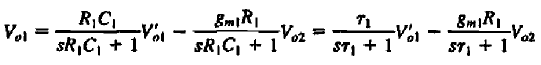 V_{o1} = \frac{R_1C_1}{sR_1C_1 + 1}V'_{o1} - \frac{g_{m1}R_1}{sR_1C_1 + 1}V_{o2} = \frac{\tau_1}{s\tau_1 + 1}V'_{o1} - \frac{g_{m1}R_1}{s\tau_1 + 1}V_{o2}